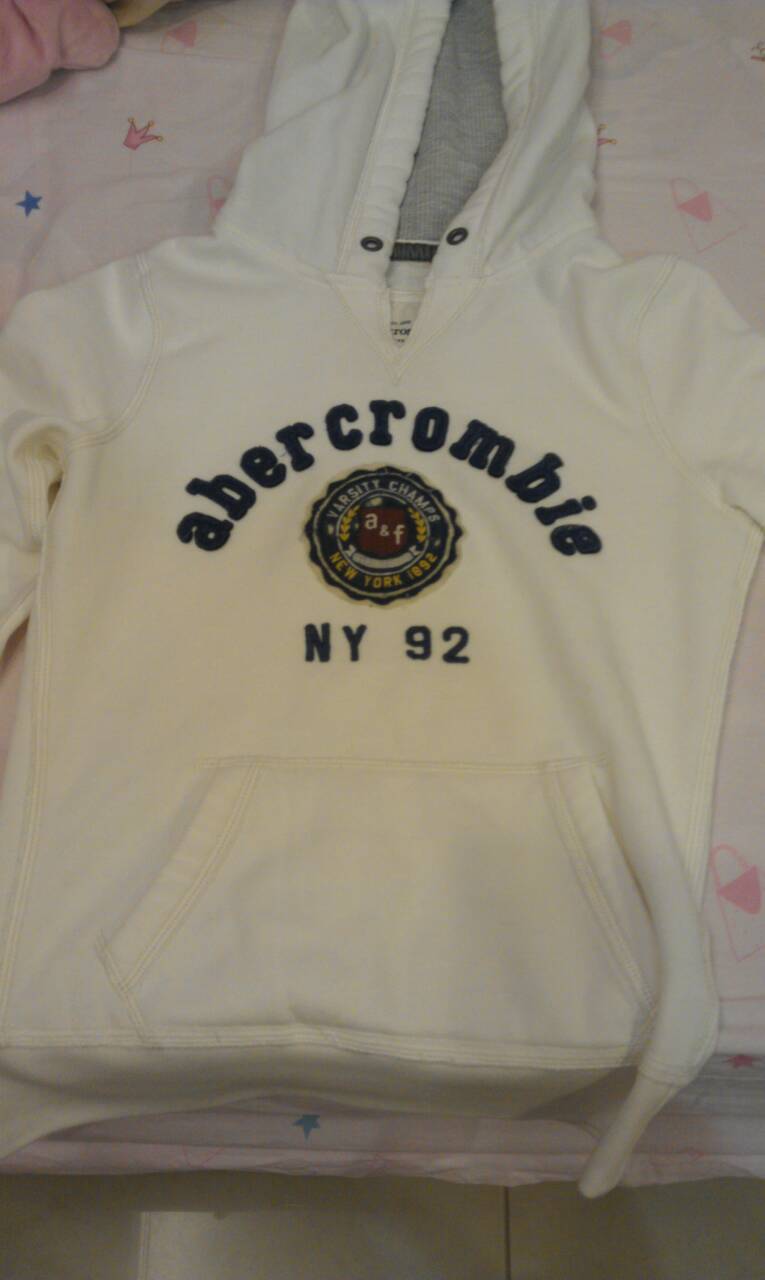 abercrombie
VARSITY CHAMPS
a&f
NEW YORK 1892
NY 92